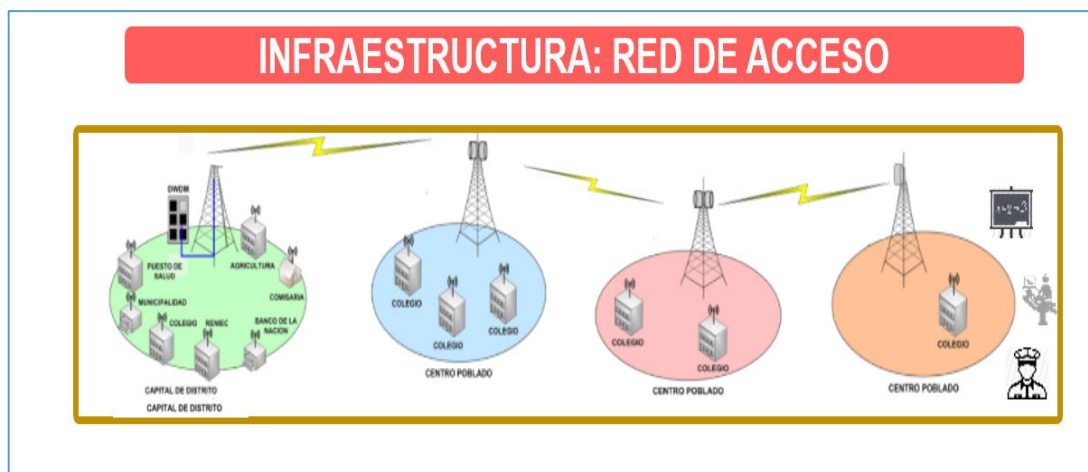 INFRAESTRUCTURA: RED DE ACCESO
DWDM
PUESTO DE
SALUD
AGRICULTURA
COMISARIA
MUNICIPALIDAD
COLEGIO
RENIEC
BANCO DE LA
NACION
CAPITAL DE DISTRITO
CAPITAL DE DISTRITO
COLEGIO
COLEGIO
COLEGIO
CENTRO POBLADO
COLEGIO
COLEGIO
CENTRO POBLADO
COLEGIO
CENTRO POBLADO